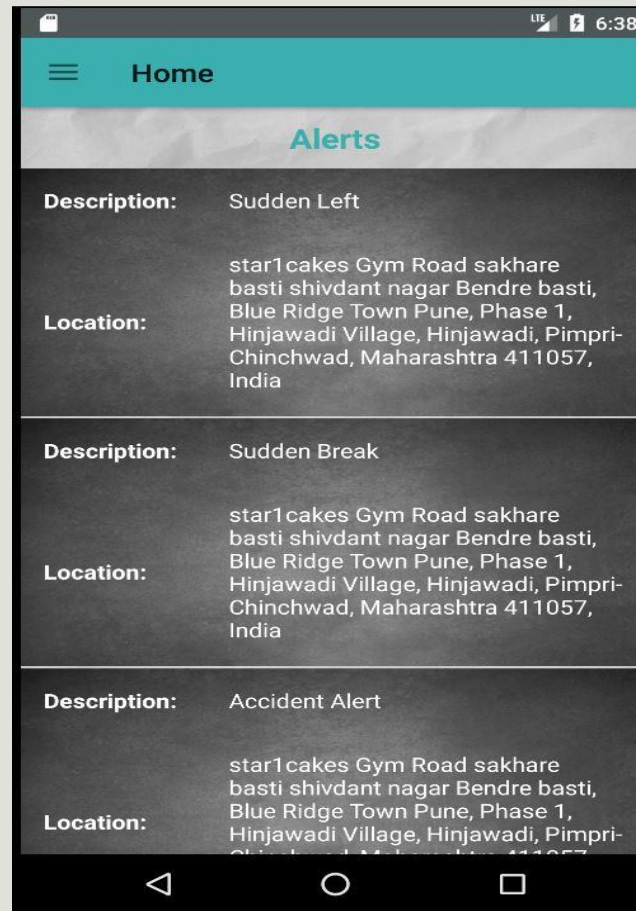 LTE 6:38
Home
Alerts
Description: Sudden Left
star1cakes Gym Road sakhare
basti shivdant nagar Bendre basti,
Blue Ridge Town Pune, Phase 1,
Location:
Hinjawadi Village, Hinjawadi, Pimpri-
Chinchwad, Maharashtra 411057,
India
Description: Sudden Break
star1cakes Gym Road sakhare
basti shivdant nagar Bendre basti,
Blue Ridge Town Pune, Phase 1,
Location:
Hinjawadi Village, Hinjawadi, Pimpri-
Chinchwad, Maharashtra 411057,
India
Description: Accident Alert
star1cakes Gym Road sakhare
basti shivdant nagar Bendre basti,
Blue Ridge Town Pune, Phase 1,
Location:
Hinjawadi Village, Hinjawadi, Pimpri-
Chinchwad, Maharashtra 411057,